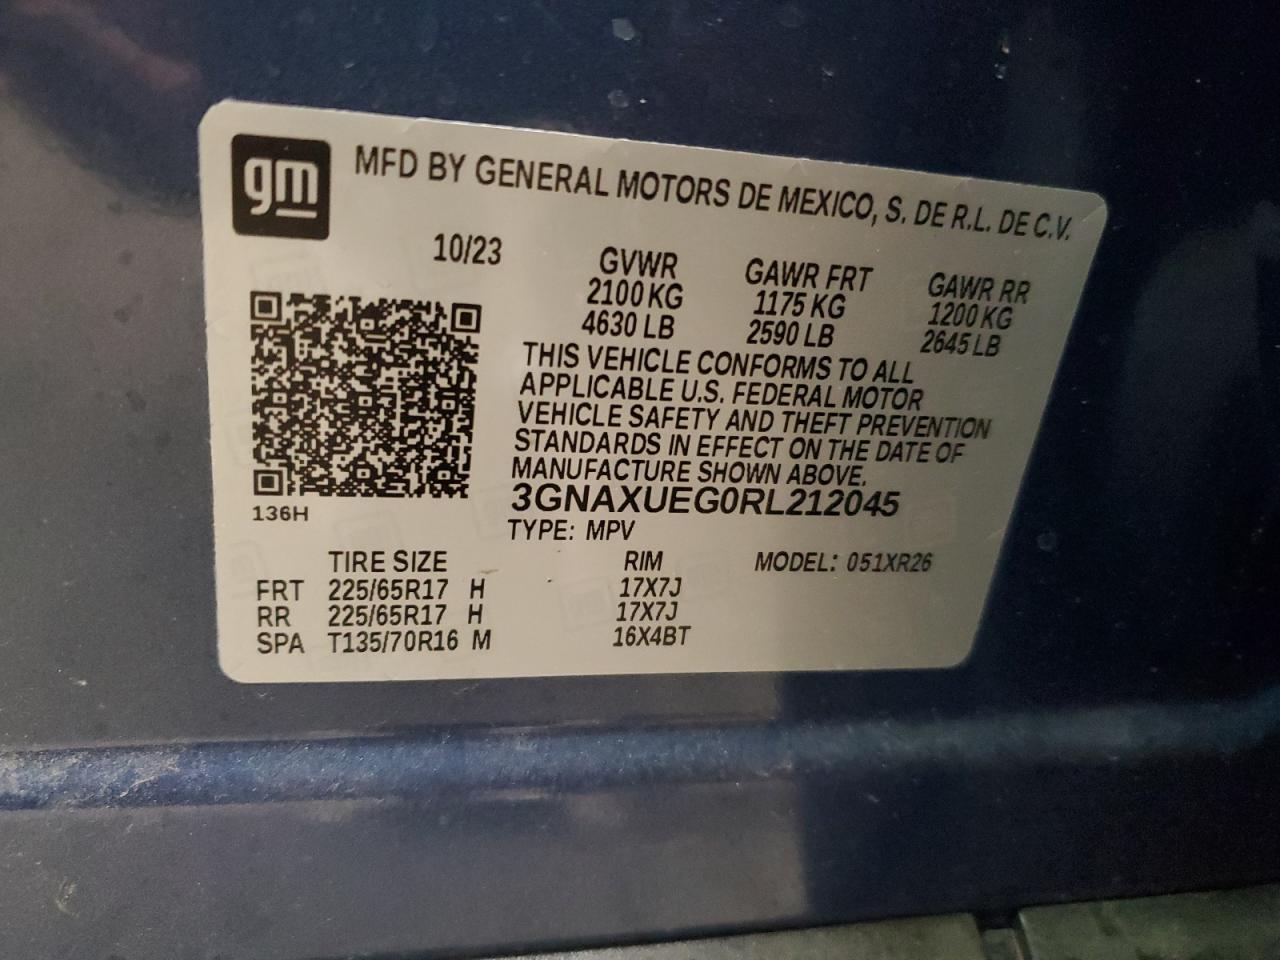 gm
MFD BY GENERAL MOTORS DE MEXICO, S. DE R.L. DE C.V.
10/23 GVWR GAWR FRT GAWR RR
2100 KG 1175 KG 1200 KG
4630 LB 2590 LB 2645 LB
THIS VEHICLE CONFORMS TO ALL
APPLICABLE U.S. FEDERAL MOTOR
VEHICLE SAFETY AND THEFT PREVENTION
STANDARDS IN EFFECT ON THE DATE OF
MANUFACTURE SHOWN ABOVE.
3GNAXUEG0RL212045
136H
TYPE: MPV
TIRE SIZE RIM MODEL: 051XR26
FRT 225/65R17 H 17X7J
RR 225/65R17 H 17X7J
SPA T135/70R16 M 16X4BT